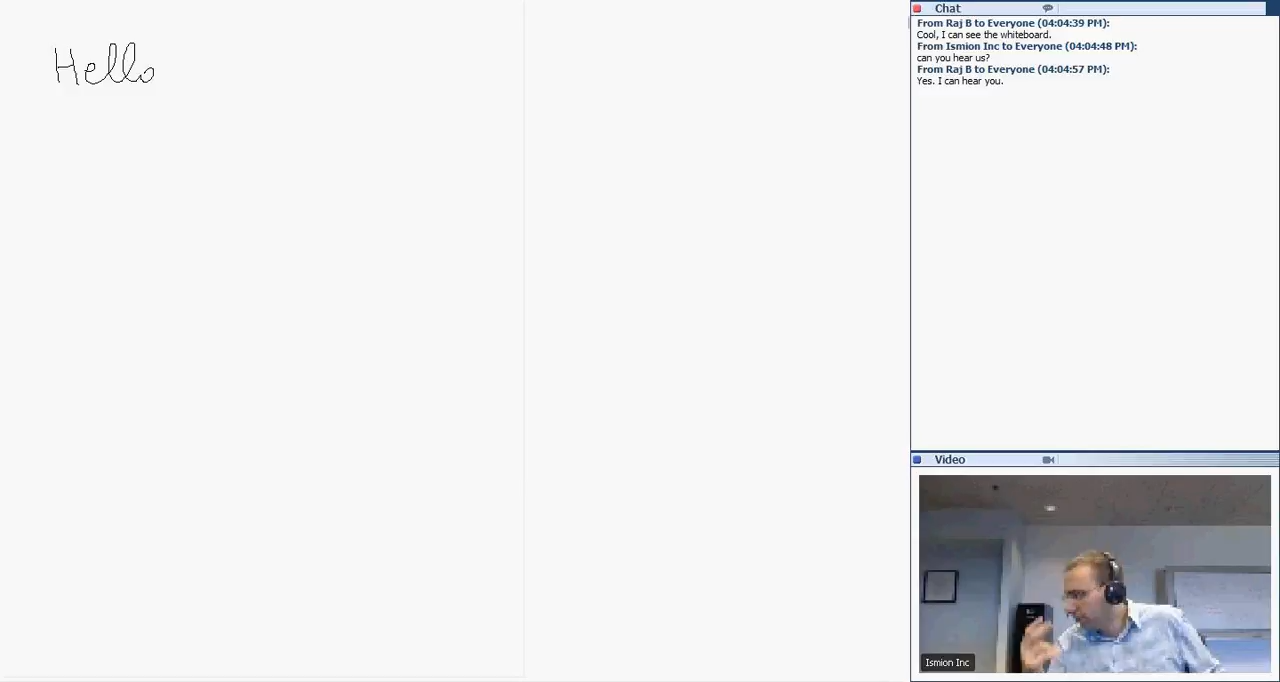 Hello
Chat
From Raj B to Everyone (04:04:39 PM):
Cool, I can see the whiteboard.
From Ismion Inc to Everyone (04:04:48 PM):
can you hear us?
From Raj B to Everyone (04:04:57 PM):
Yes. I can hear you.
Video
Ismion Inc